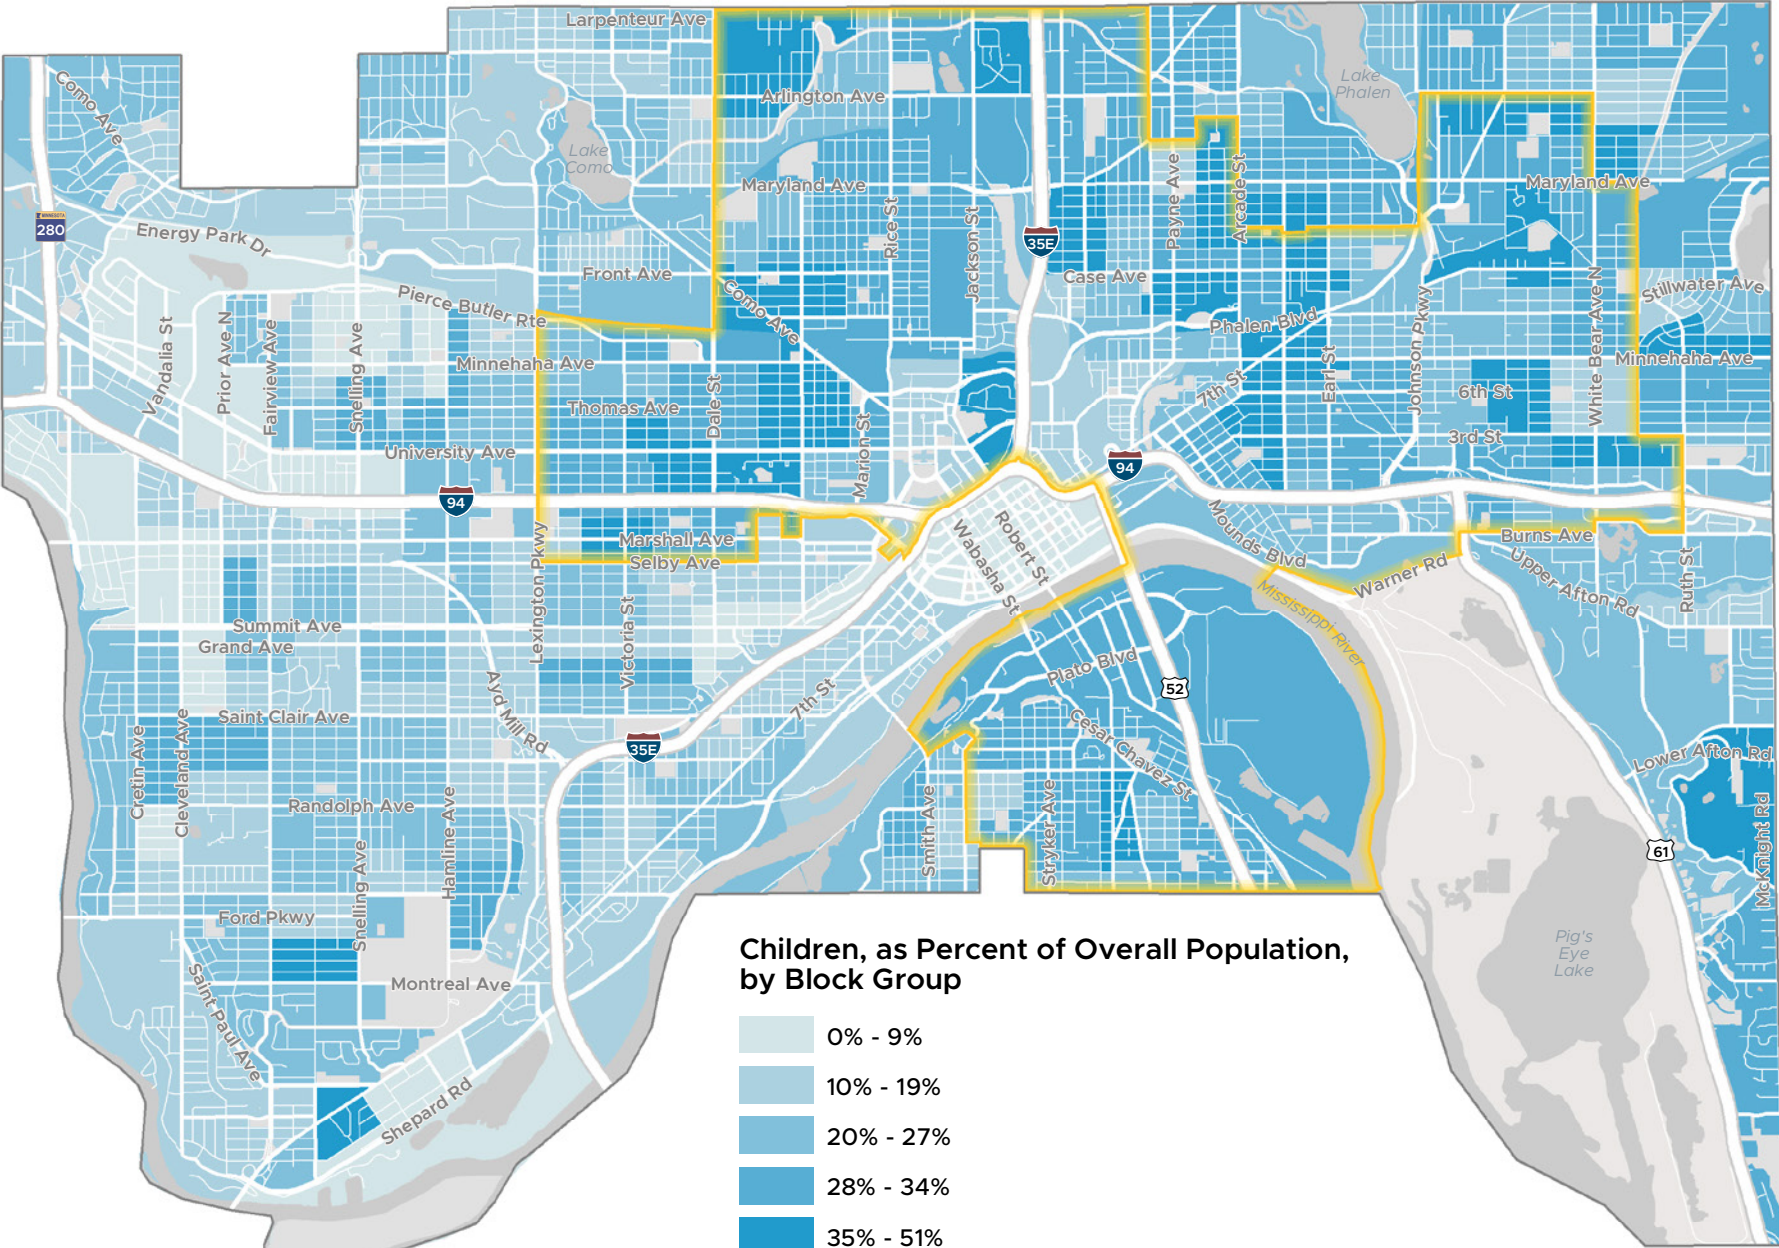 Larpenteur Ave
Como Ave
Lake
Phalen
Arlington Ave
Lake
Como
Maryland Ave
Payne Ave
Arcade St
Maryland Ave
MINNESOTA
280
Energy Park Dr
Rice St
Jackson St
35E
Front Ave
Case Ave
Pierce Butler Rte
Como Ave
Stillwater Ave
Phalen Blvd
Vandalia St
Prior Ave N
Fairview Ave
Snelling Ave
Minnehaha Ave
Minnehaha Ave
Earl St
Johnson Pkwy
White Bear Ave N
7th St
6th St
Thomas Ave
Dale St
Marion St
3rd St
University Ave
94
94
Lexington Pkwy
Marshall Ave
Selby Ave
Robert St
Wabasha St
Mounds Blvd
Burns Ave
Warner Rd
Upper Afton Rd
Ruth St
Mississippi River
Summit Ave
Grand Ave
Victoria St
Plato Blvd
52
Ayd Mill Rd
7th St
Saint Clair Ave
Cesar Chavez St
35E
Cretin Ave
Cleveland Ave
Lower Afton Rd
Randolph Ave
Hamline Ave
Smith Ave
Stryker Ave
McKnight Rd
61
Snelling Ave
Ford Pkwy
Saint Paul Ave
Montreal Ave
Pig's
Eye
Lake
Shepard Rd
Children, as Percent of Overall Population,
by Block Group
0% - 9%
10% - 19%
20% - 27%
28% - 34%
35% - 51%